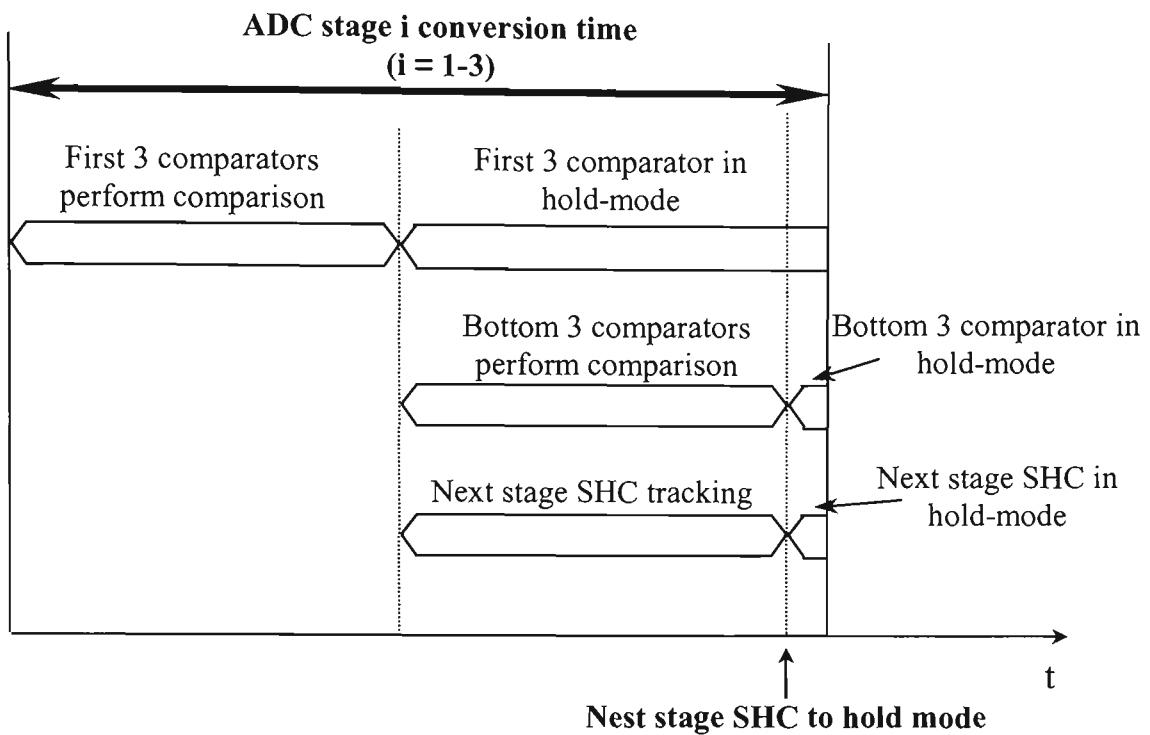 ADC stage i conversion time
(i = 1-3)
First 3 comparators
perform comparison
First 3 comparator in
hold-mode
Bottom 3 comparators
perform comparison
Bottom 3 comparator in
hold-mode
Next stage SHC tracking
Next stage SHC in
hold-mode
t
Nest stage SHC to hold mode